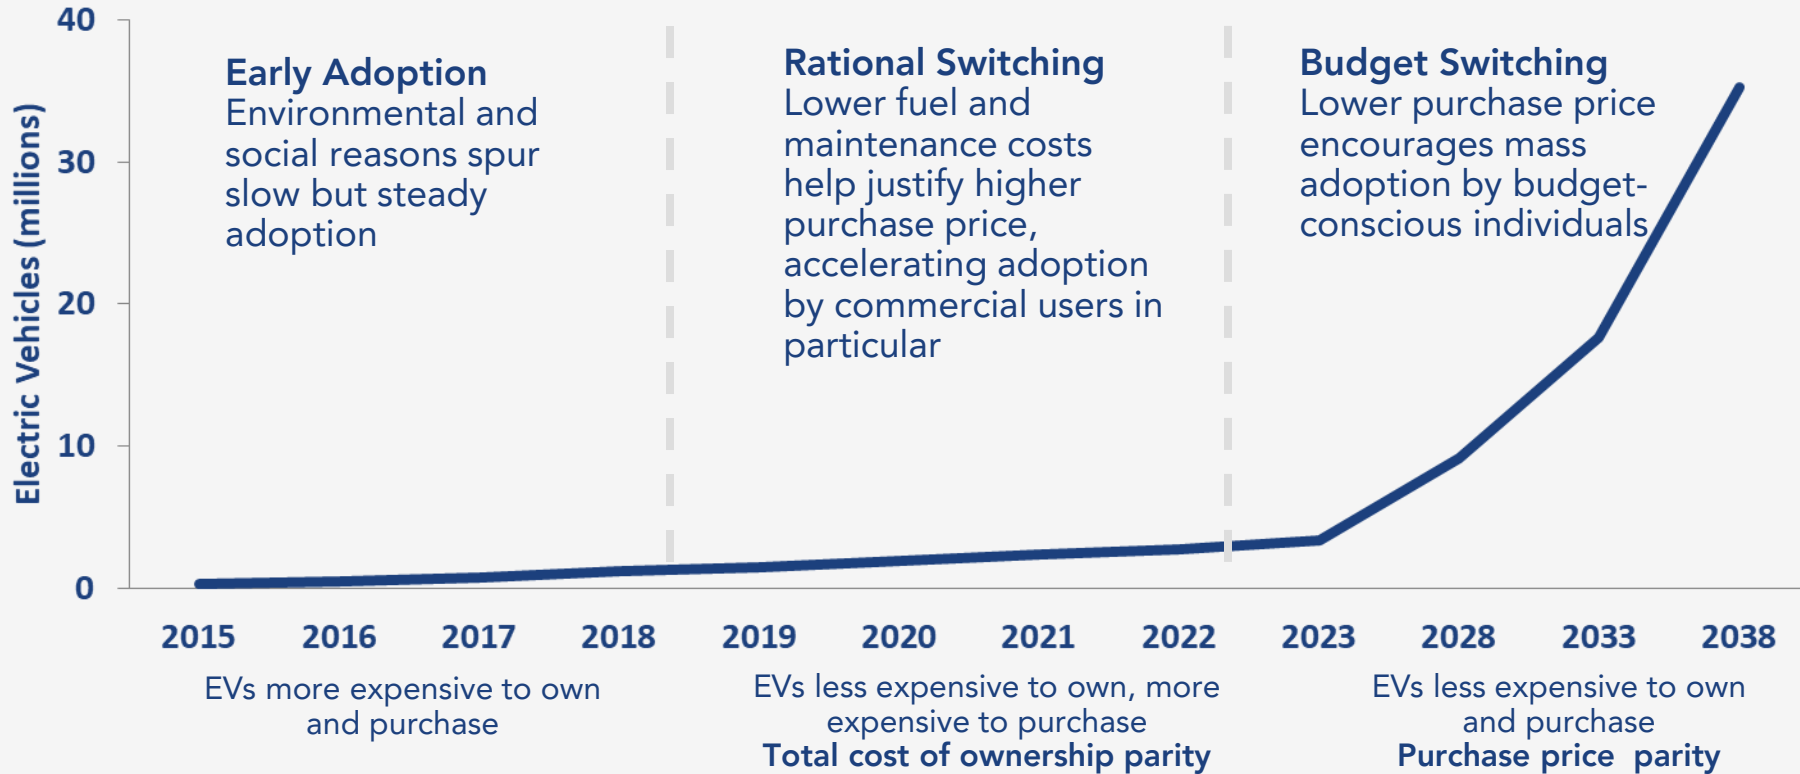 Electric Vehicles (millions)
40
30
20
10
0
Early Adoption
Environmental and
social reasons spur
slow but steady
adoption
Rational Switching
Lower fuel and
maintenance costs
help justify higher
purchase price,
accelerating adoption
by commercial users in
particular
Budget Switching
Lower purchase price
encourages mass
adoption by budget-
conscious individuals
2015 2016 2017 2018 2019 2020 2021 2022 2023 2028 2033 2038
EVs more expensive to own
and purchase
EVs less expensive to own, more
expensive to purchase
Total cost of ownership parity
EVs less expensive to own
and purchase
Purchase price parity